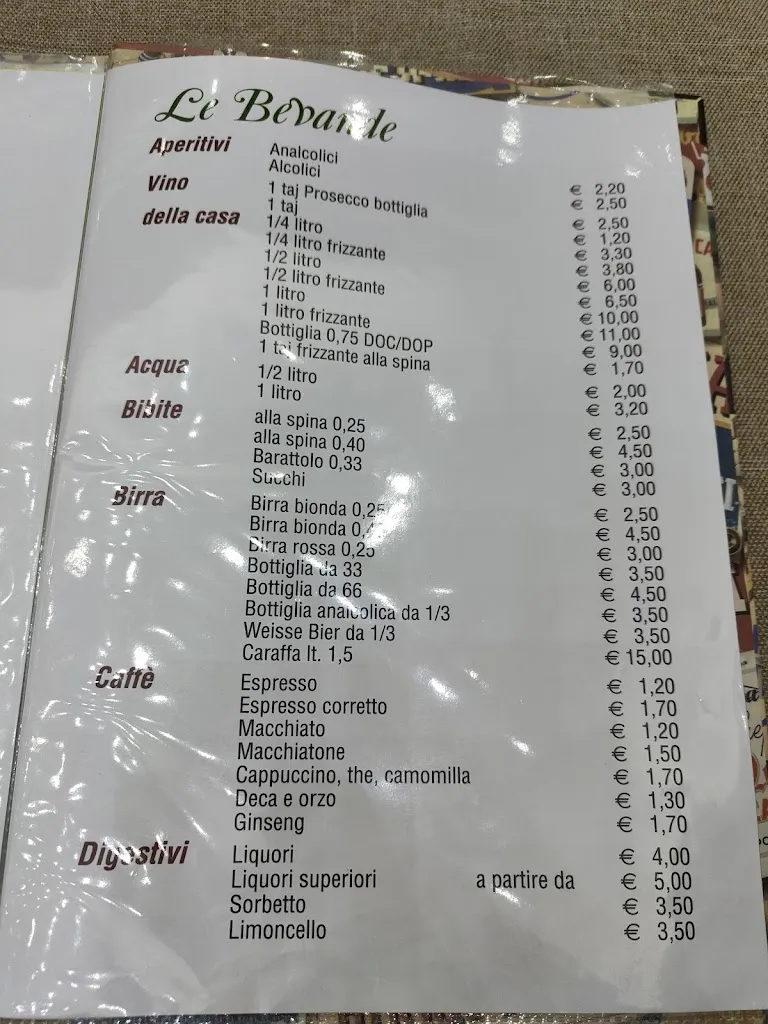 Le Bevande
Aperitivi Analcolici € 2,20
Alcolici € 2,50
Vino 1 taj Prosecco bottiglia € 2,50
della casa 1 taj € 1,20
1/4 litro € 3,30
1/4 litro frizzante € 3,80
1/2 litro € 6,00
1/2 litro frizzante € 6,50
1 litro € 10,00
1 litro frizzante € 11,00
Bottiglia 0,75 DOC/DOP € 9,00
1 taj frizzante alla spina € 1,70
Acqua 1/2 litro € 2,00
1 litro € 3,20
Bibite alla spina 0,25 € 2,50
alla spina 0,40 € 4,50
Barattolo 0,33 € 3,00
Succhi € 3,00
Birra Birra bionda 0,25 € 2,50
Birra bionda € 4,50
Birra rossa 0,25 € 3,00
Bottiglia da 33 € 3,50
Bottiglia da 66 € 4,50
Bottiglia analcolica da 1/3 € 3,50
Weisse Bier da 1/3 € 3,50
Caraffa lt. 1,5 € 15,00
Caffè Espresso € 1,20
Espresso corretto € 1,70
Macchiato € 1,20
Macchiatone € 1,50
Cappuccino, the, camomilla € 1,70
Deca e orzo € 1,30
Ginseng € 1,70
Digestivi Liquori € 4,00
Liquori superiori a partire da € 5,00
Sorbetto € 3,50
Limoncello € 3,50